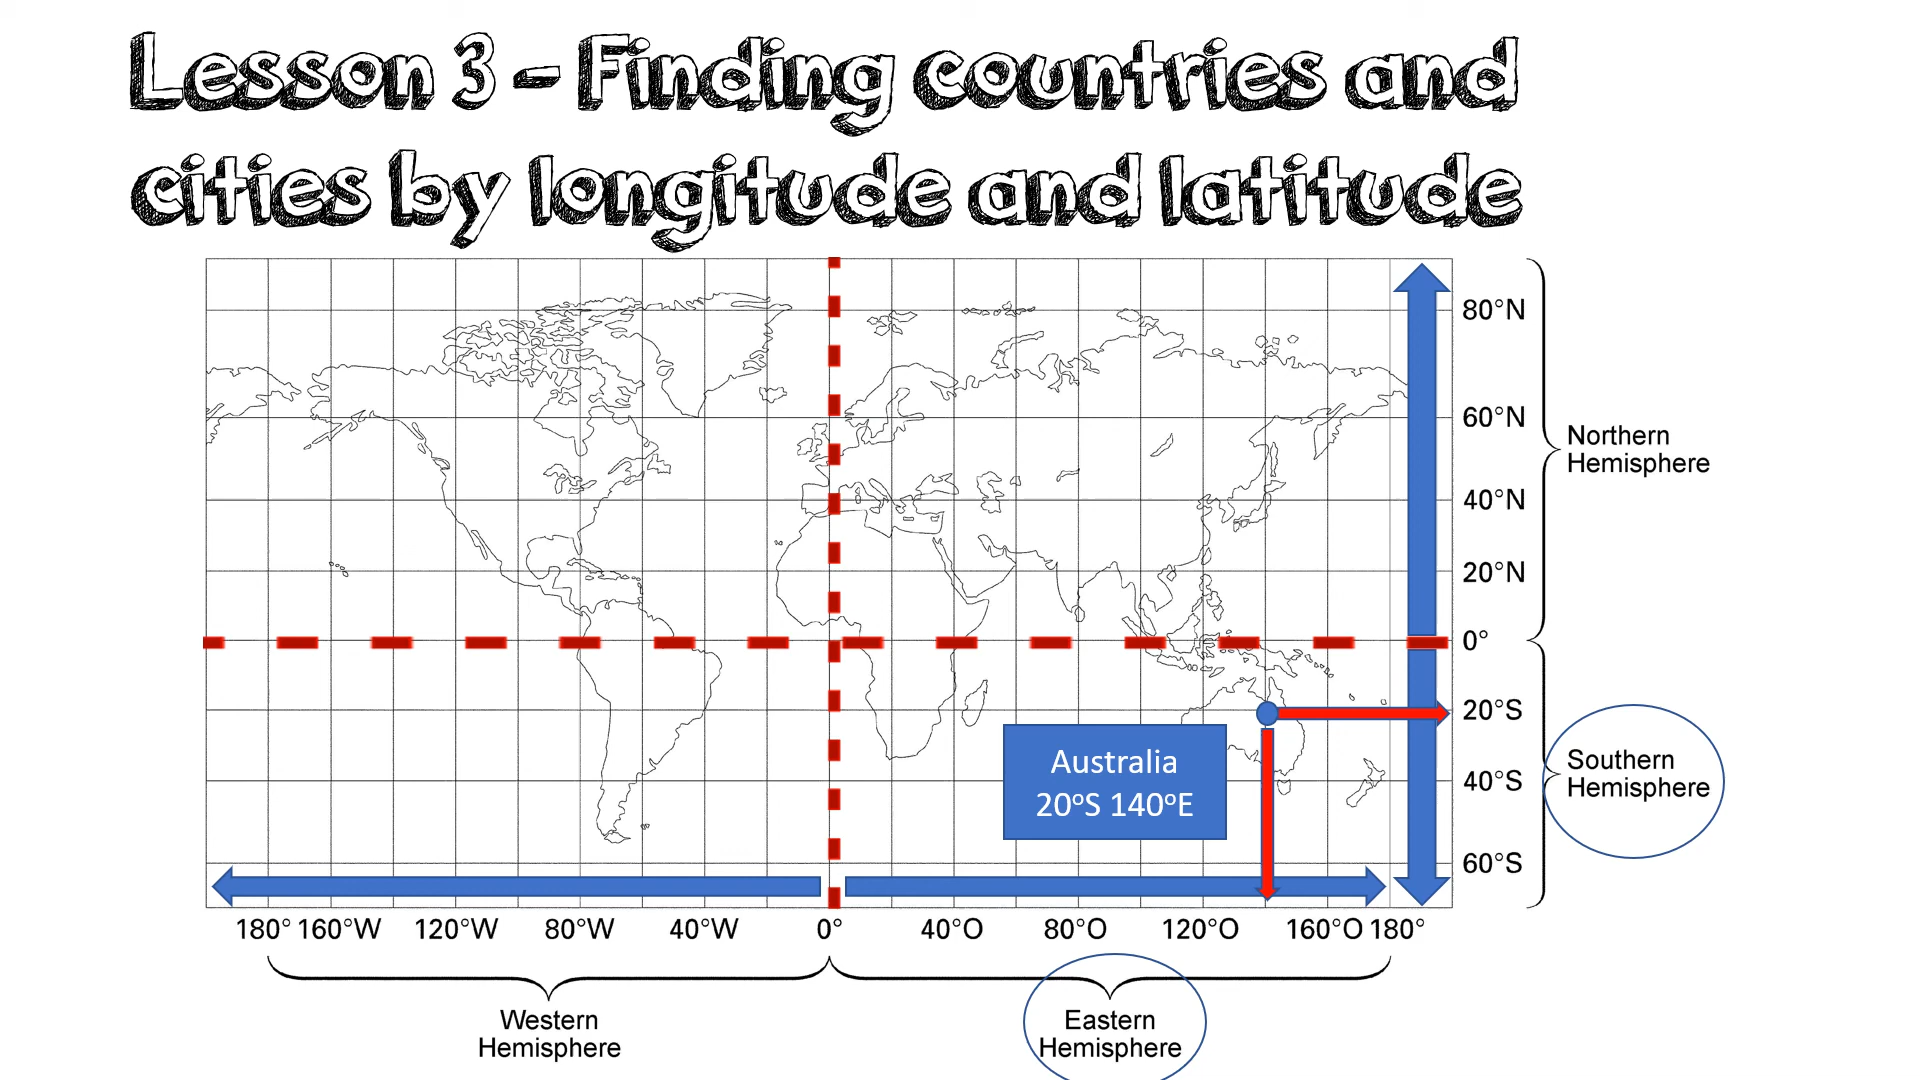 Lesson 3 - Finding countries and
cities by longitude and latitude
80°N
60°N
Northern
Hemisphere
40°N
20°N
0°
20°S
Australia
20ºS 140ºE
Southern
Hemisphere
40°S
60°S
180° 160°W 120°W 80°W 40°W 0° 40°O 80°O 120°O 160°O 180°
Western
Hemisphere
Eastern
Hemisphere